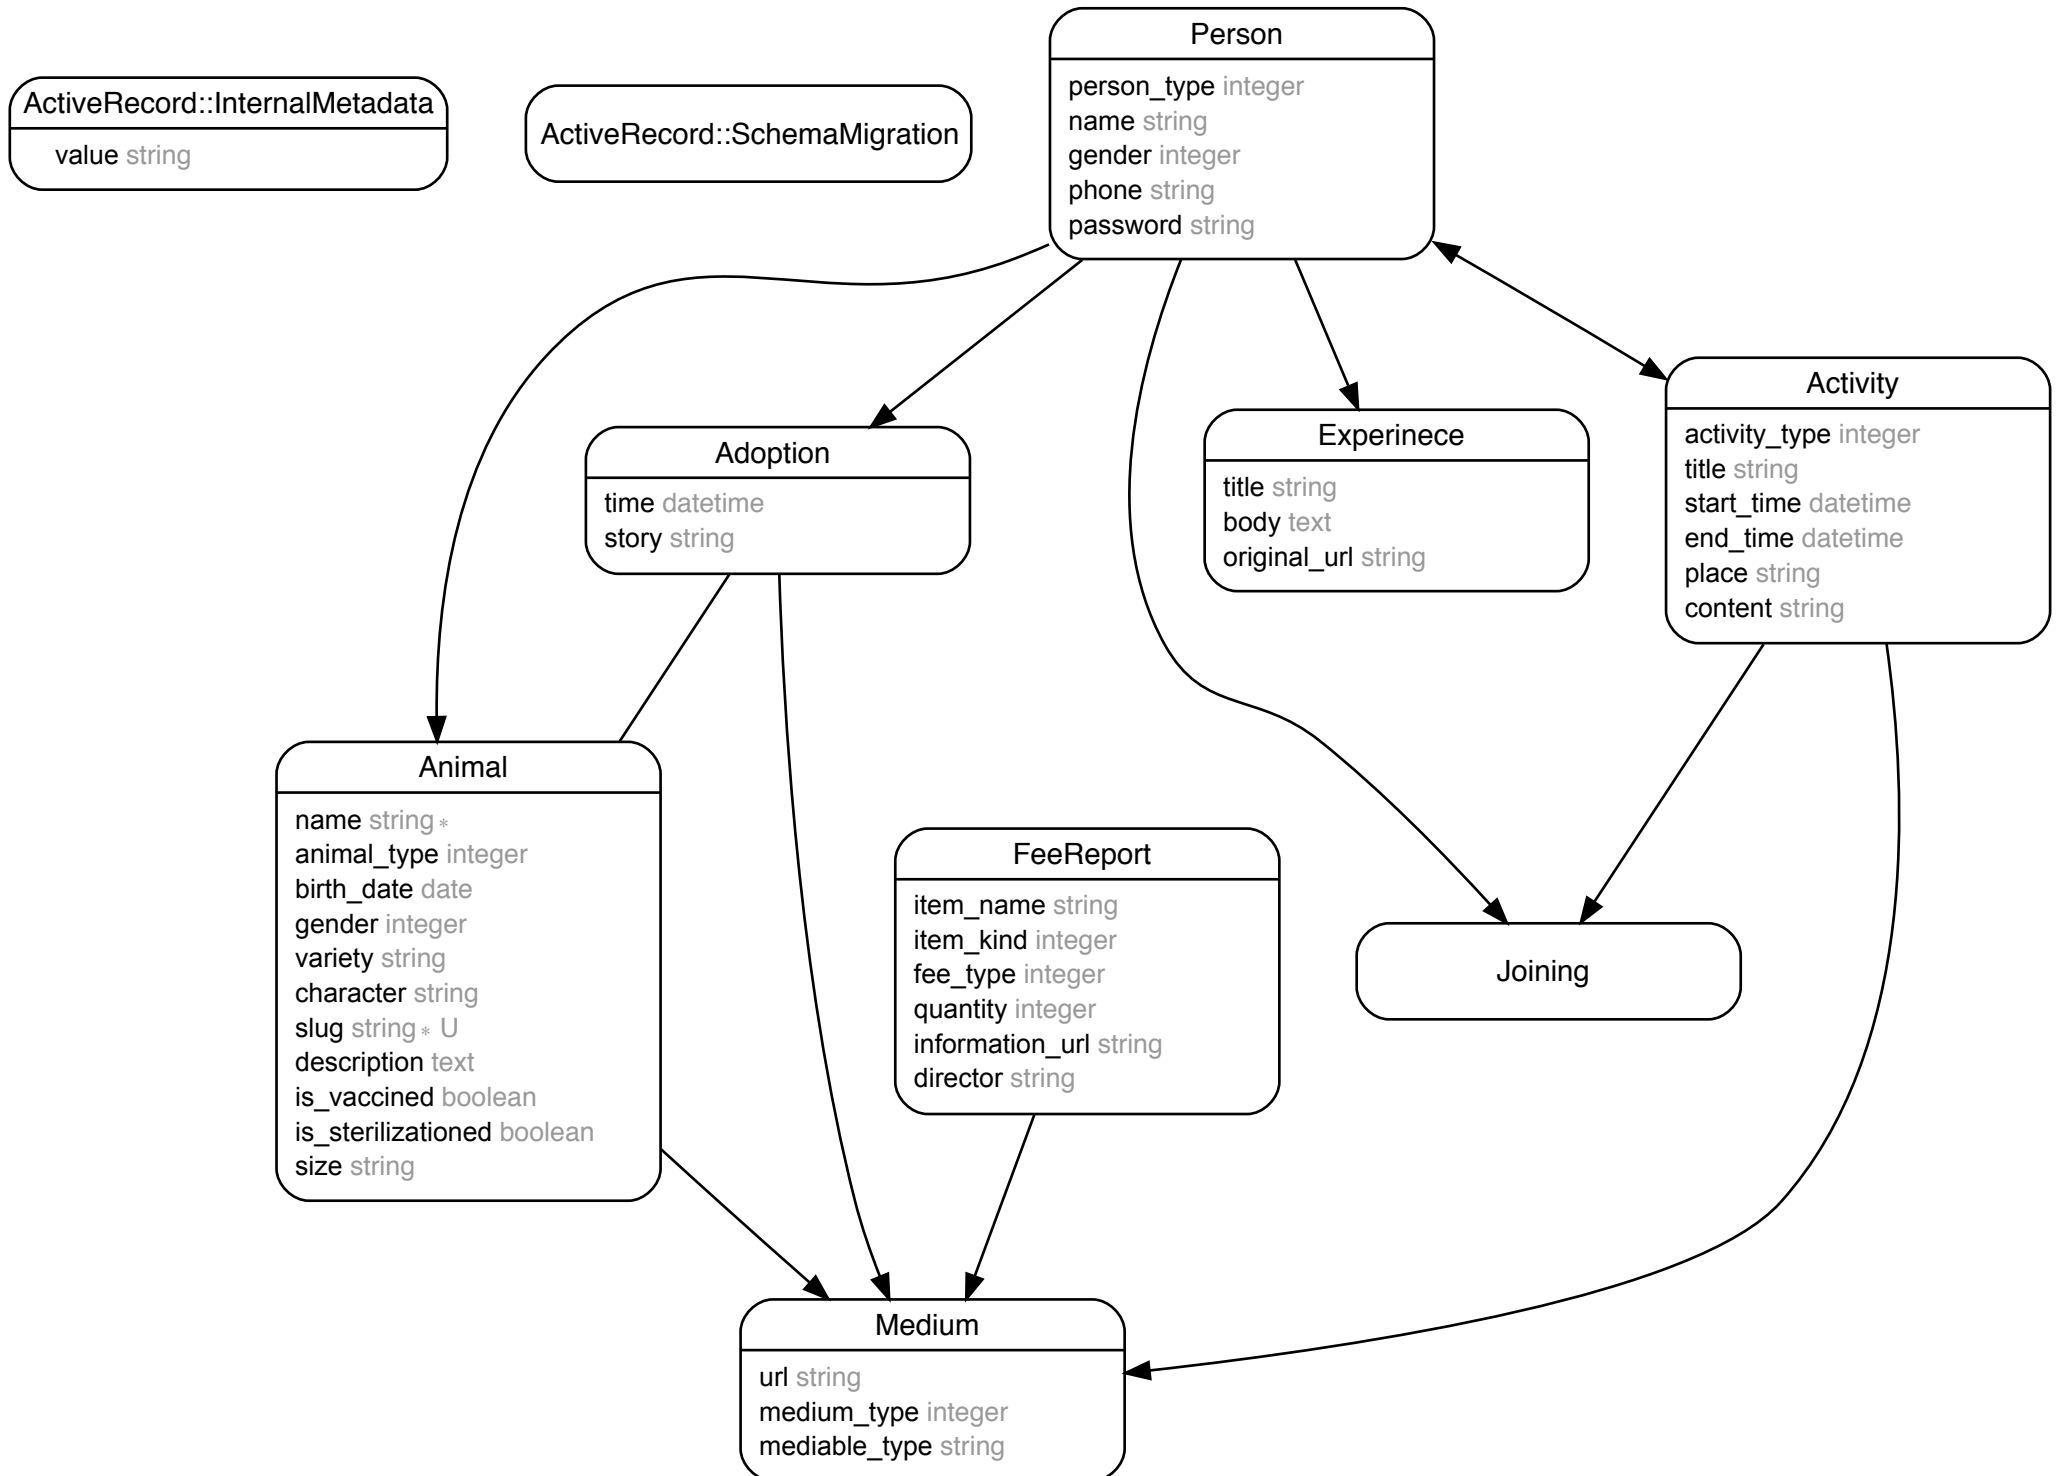 Person
person_type integer
name string
gender integer
phone string
password string
ActiveRecord::InternalMetadata
value string
ActiveRecord::SchemaMigration
Activity
activity_type integer
title string
start_time datetime
end_time datetime
place string
content string
Adoption
time datetime
story string
Experinece
title string
body text
original_url string
Animal
name string *
animal_type integer
birth_date date
gender integer
variety string
character string
slug string * U
description text
is_vaccined boolean
is_sterilizationed boolean
size string
FeeReport
item_name string
item_kind integer
fee_type integer
quantity integer
information_url string
director string
Joining
Medium
url string
medium_type integer
mediable_type string